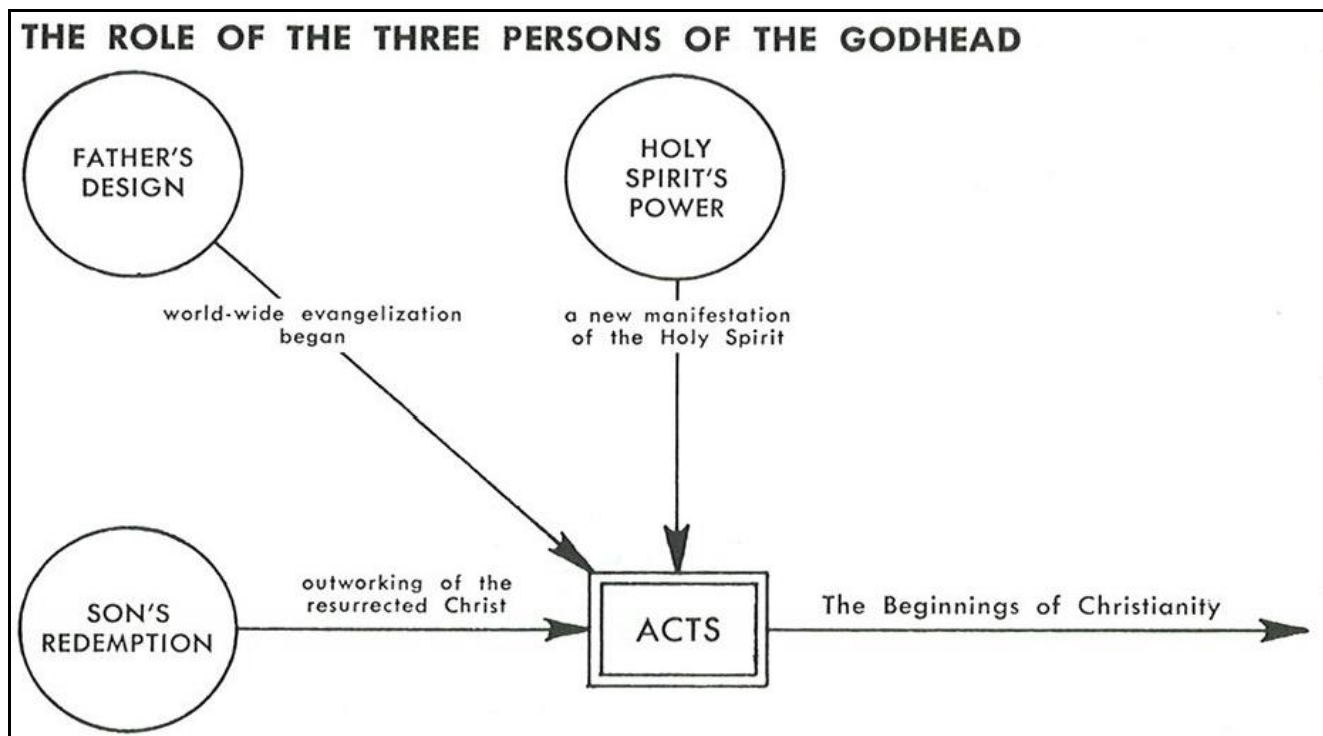 THE ROLE OF THE THREE PERSONS OF THE GODHEAD
FATHER'S
DESIGN
HOLY
SPIRIT'S
POWER
world-wide evangelization
began
a new manifestation
of the Holy Spirit
SON'S
REDEMPTION
outworking of the
resurrected Christ
ACTS
The Beginnings of Christianity